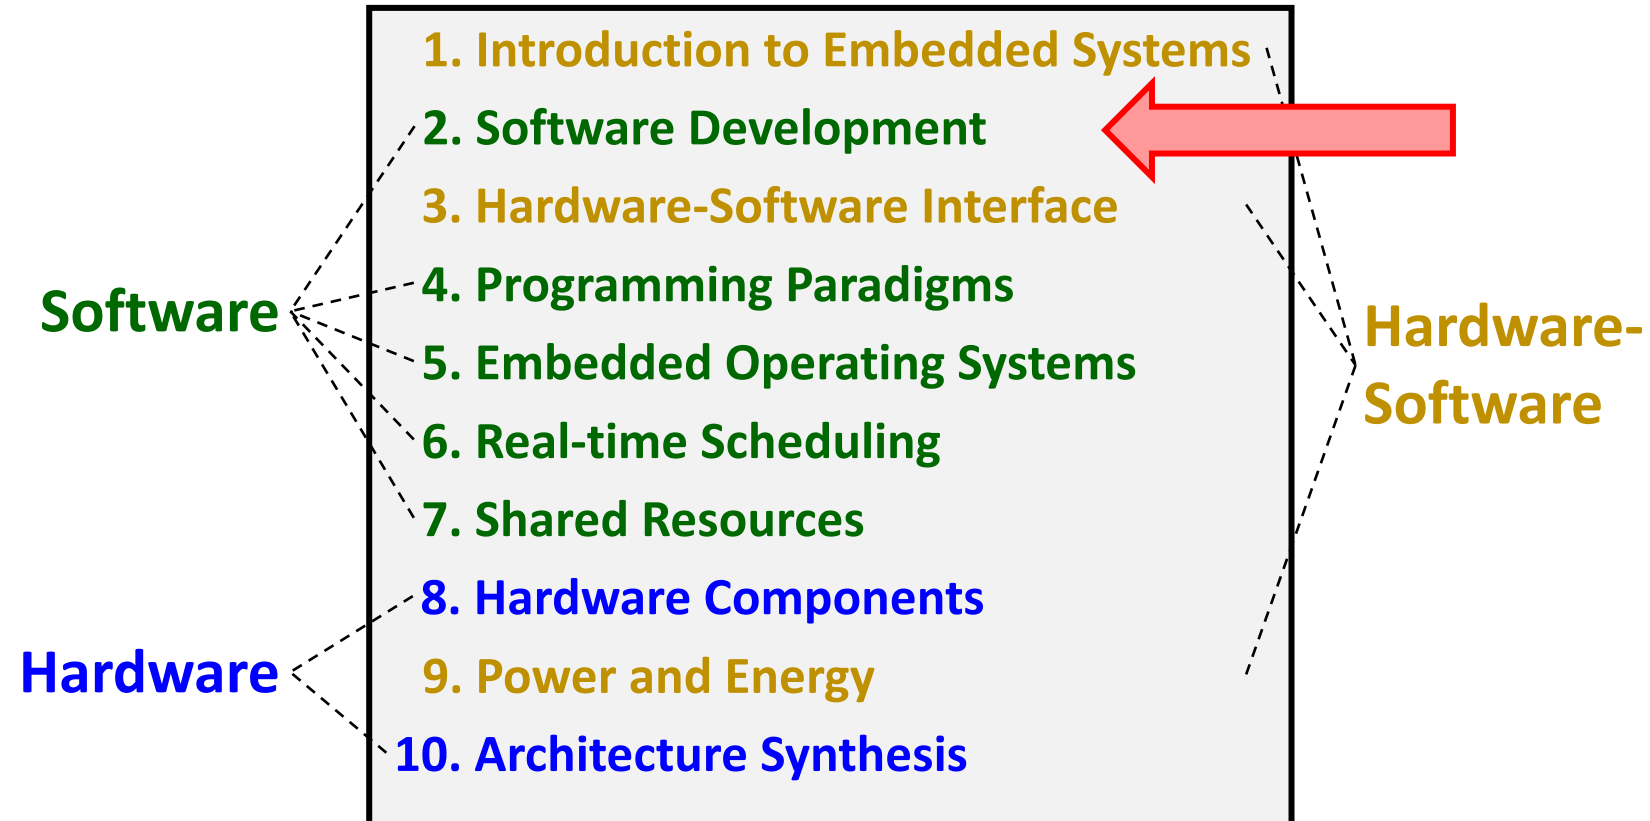 1. Introduction to Embedded Systems
2. Software Development
3. Hardware-Software Interface
4. Programming Paradigms
5. Embedded Operating Systems
6. Real-time Scheduling
7. Shared Resources
8. Hardware Components
9. Power and Energy
10. Architecture Synthesis
Software
Hardware
Hardware-
Software